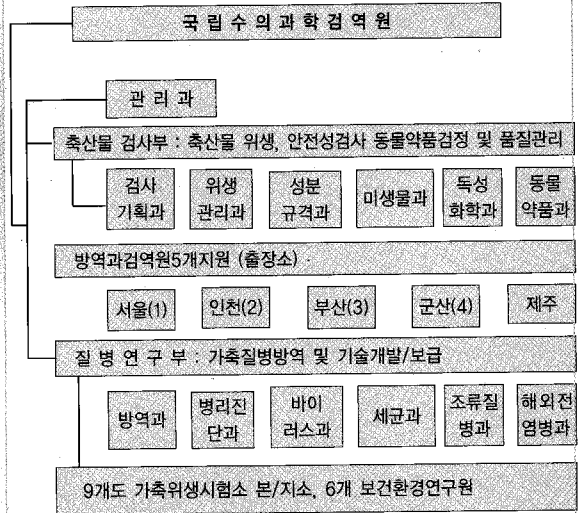 국립수의과학검역원
관리과
축산물 검사부 : 축산물 위생, 안전성검사 동물약품검정 및 품질관리
검사 기획과
위생 관리과
성분 규격과
미생물과
독성 화학과
동물 약품과
방역과검역원5개지원 (출장소)
서울(1) 인천(2) 부산(3) 군산(4) 제주
질병연구부 : 가축질병방역 및 기술개발/보급
방역과
병리진 단과
바이 러스과
세균과
조류질 병과
해외전 염병과
9개도 가축위생시험소 본/지소, 6개 보건환경연구원